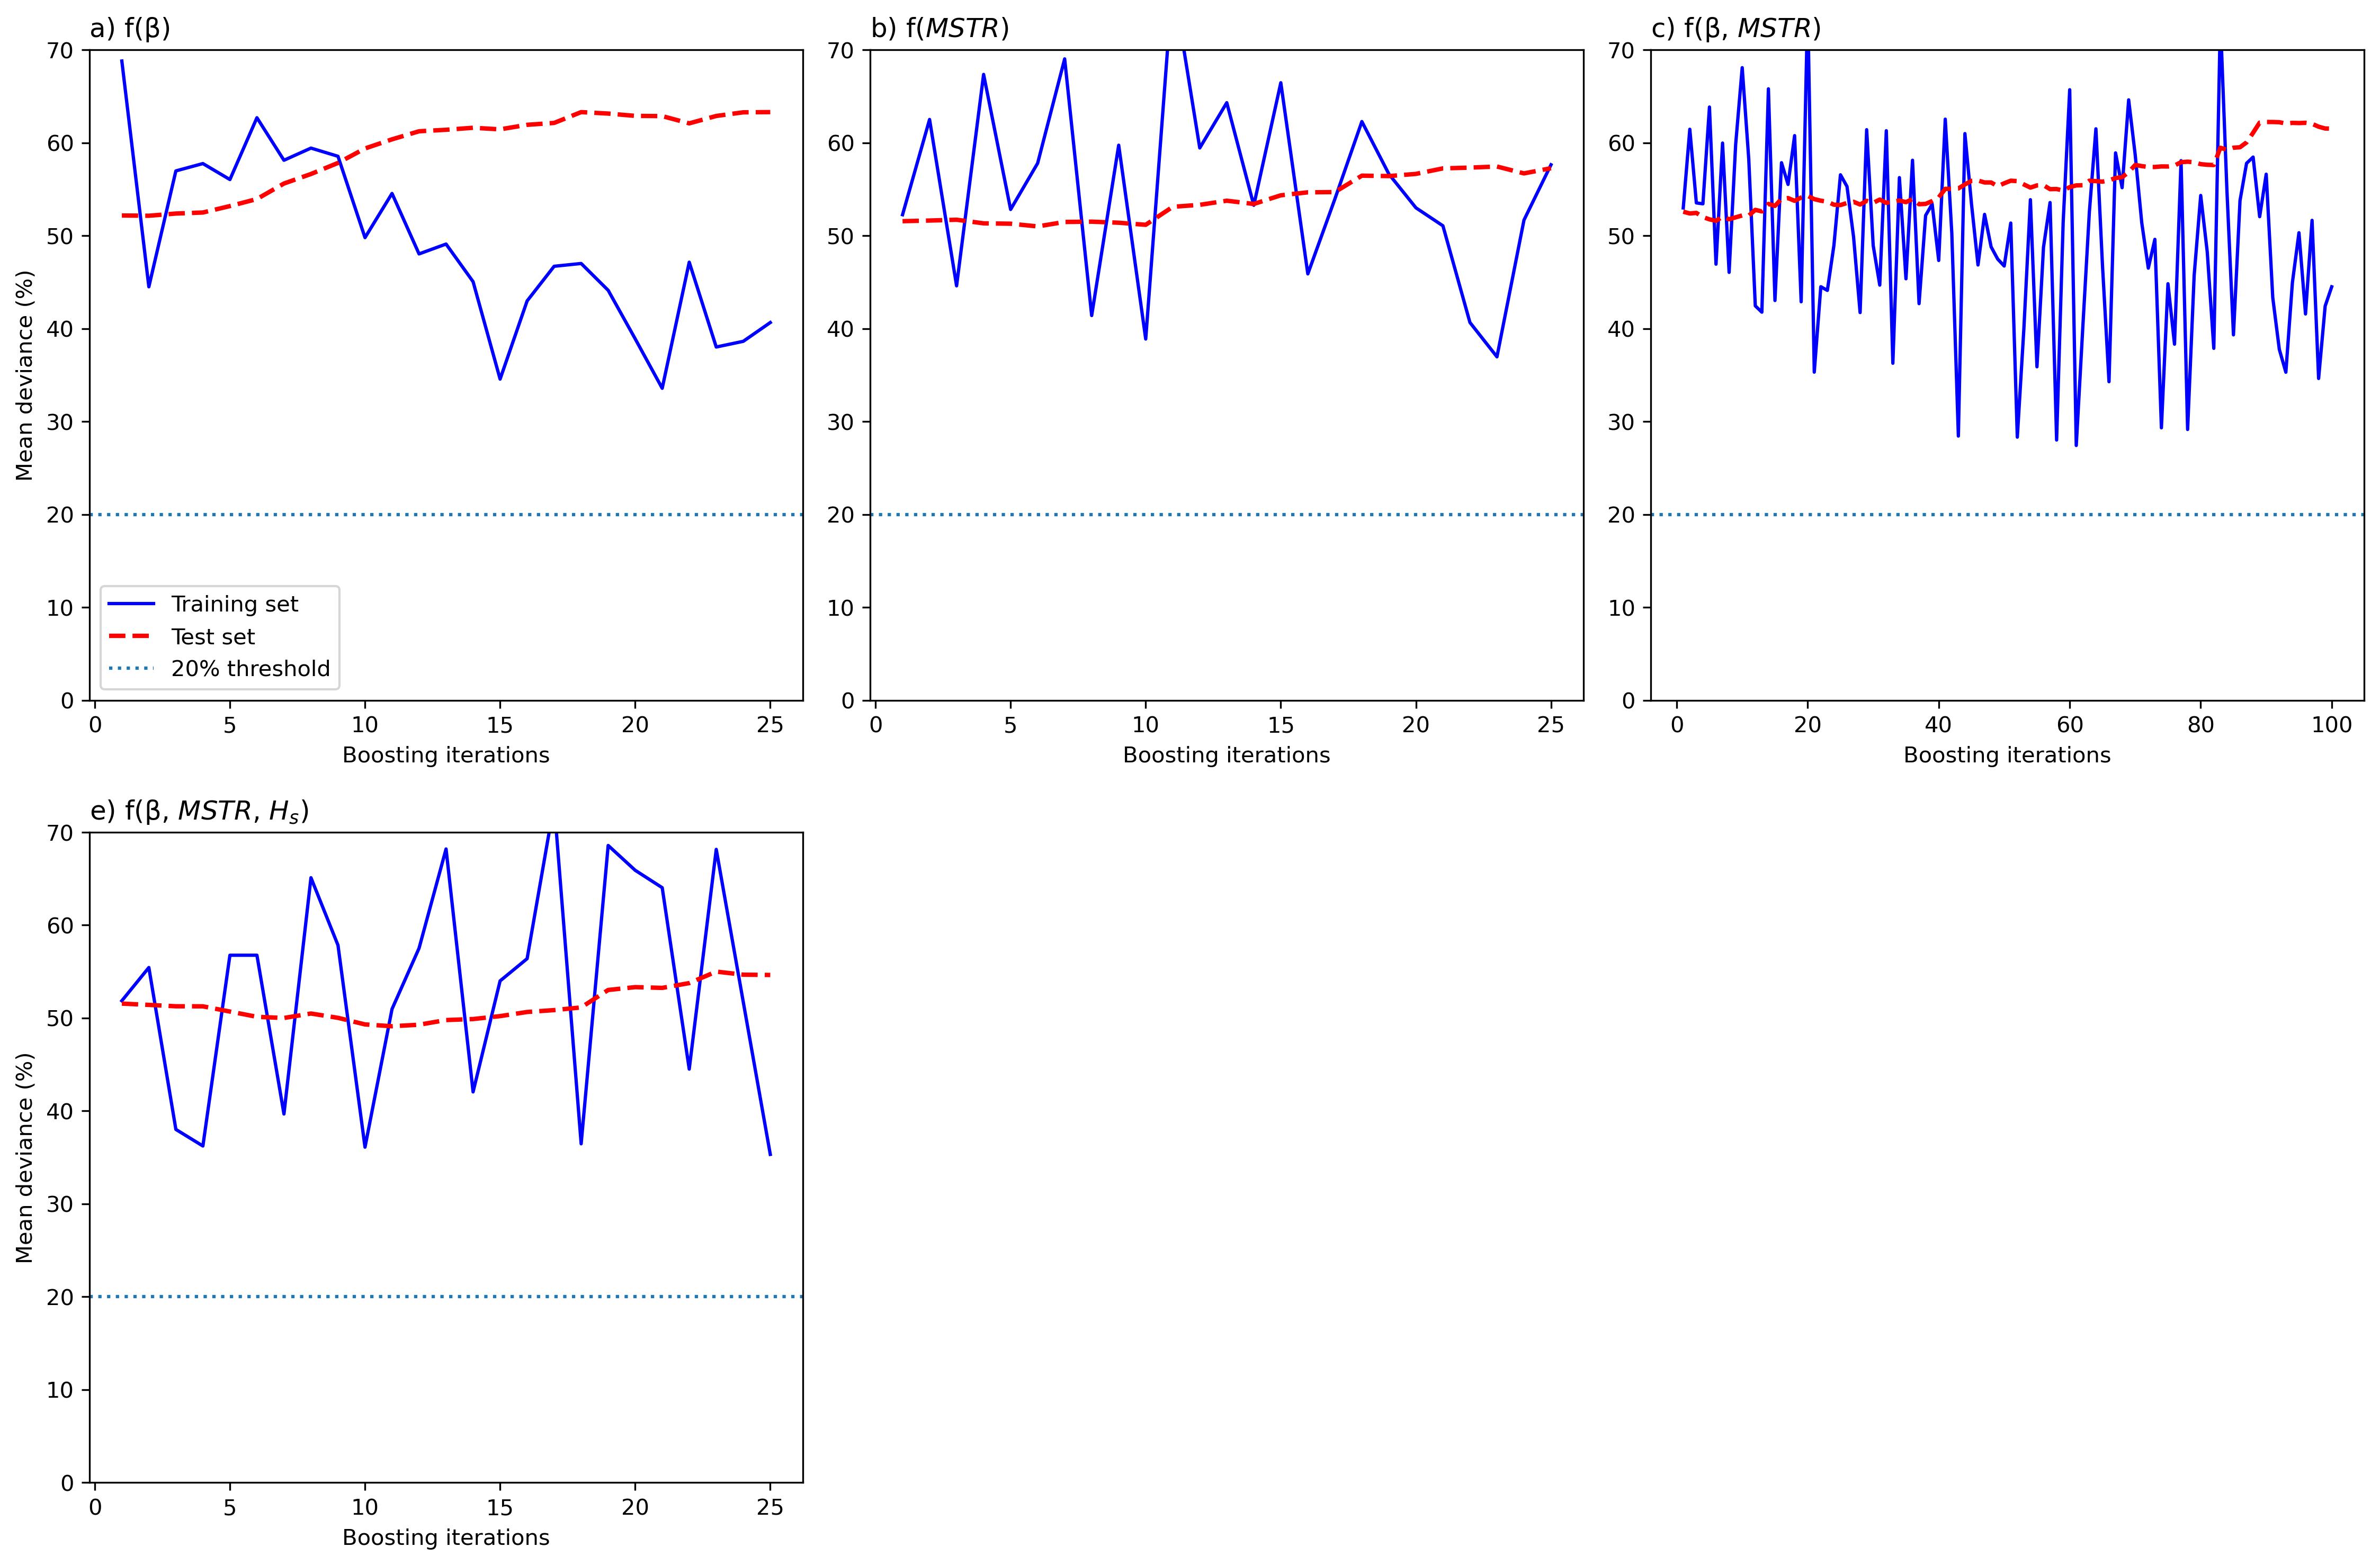 a) f(β)
70
60
50
40
30
20
10
0
Mean deviance (%)
Training set
Test set
20% threshold
0 5 10 15 20 25
Boosting iterations
b) f(MSTR)
70
60
50
40
30
20
10
0
0 5 10 15 20 25
Boosting iterations
c) f(β, MSTR)
70
60
50
40
30
20
10
0
0 20 40 60 80 100
Boosting iterations
e) f(β, MSTR, Hₛ)
70
60
50
40
30
20
10
0
Mean deviance (%)
0 5 10 15 20 25
Boosting iterations